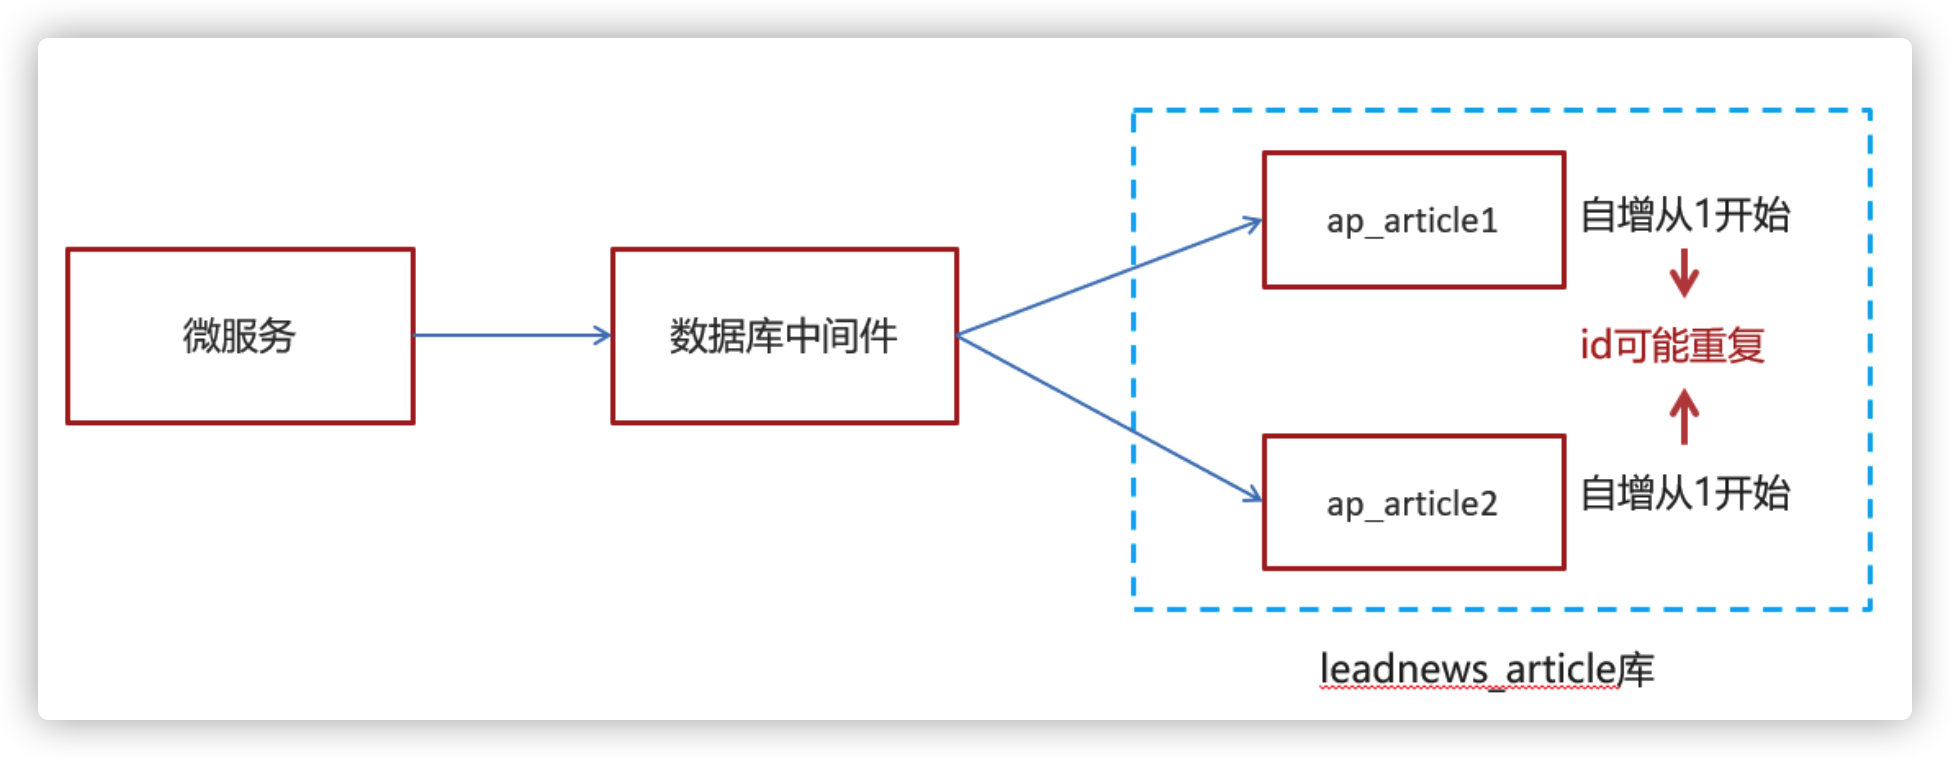 微服务
数据库中间件
ap_article1
自增从1开始
id可能重复
ap_article2
自增从1开始
leadnews_article库